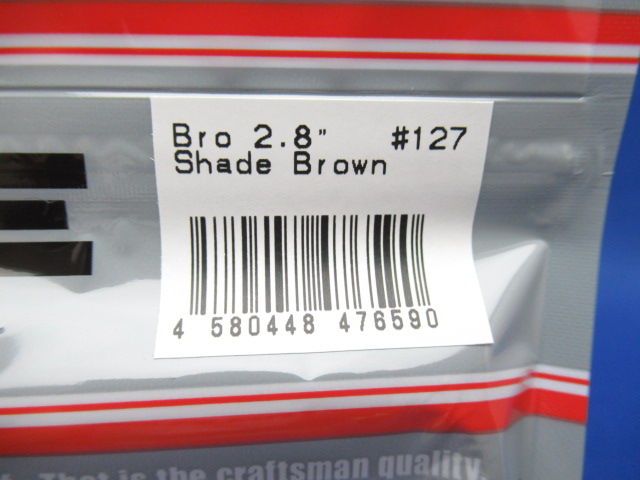 Bro 2.8" #127
Shade Brown
4 580448 476590
That is the craftsman quality.